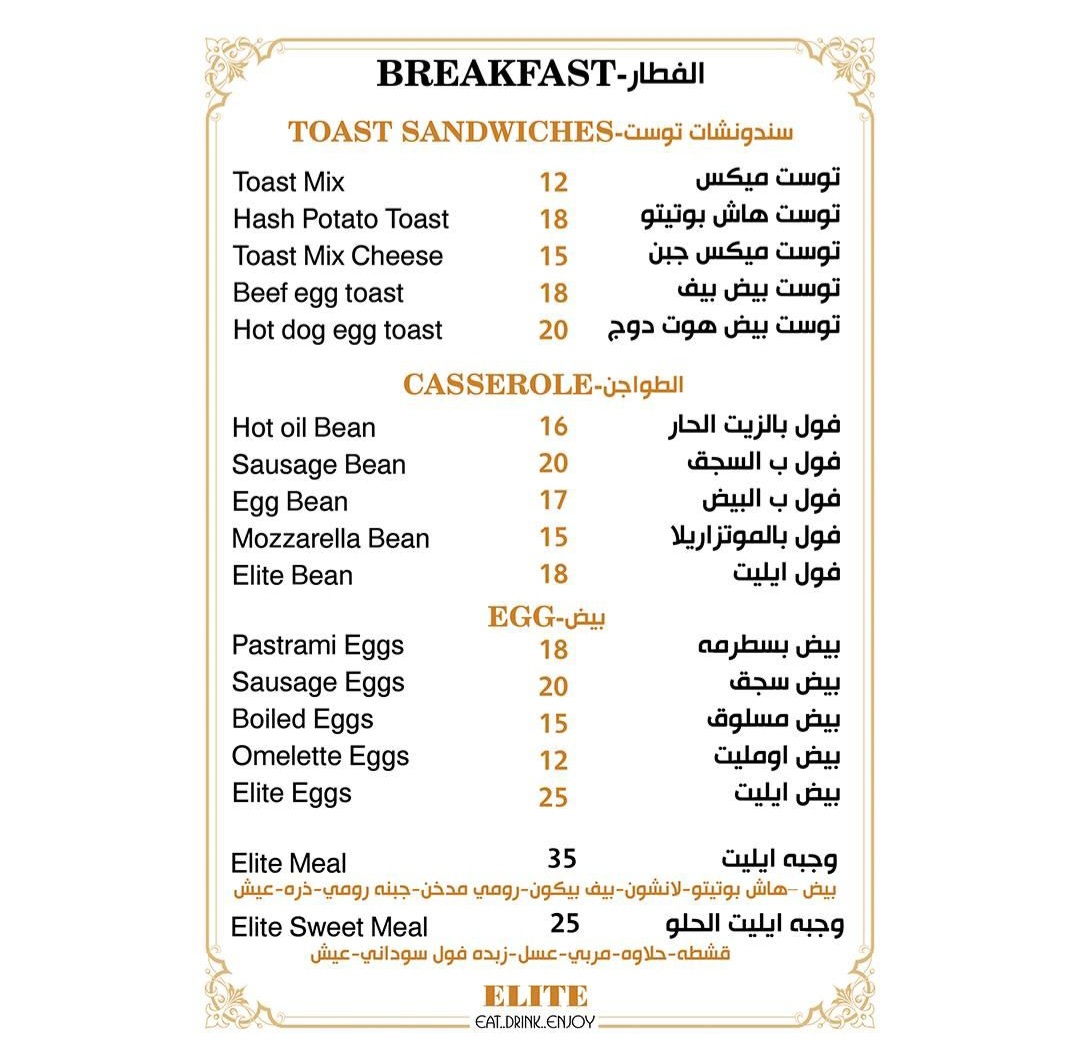 BREAKFAST-الفطار
TOAST SANDWICHES-سندونشات توست
Toast Mix 12 توست ميكس
Hash Potato Toast 18 توست هاش بوتيتو
Toast Mix Cheese 15 توست ميكس جبن
Beef egg toast 18 توست بيض بيف
Hot dog egg toast 20 توست بيض هوت دوج
CASSEROLE-الطواجن
Hot oil Bean 16 فول بالزيت الحار
Sausage Bean 20 فول ب السجق
Egg Bean 17 فول ب البيض
Mozzarella Bean 15 فول بالموتزاريلا
Elite Bean 18 فول ايليت
EGG-بيض
Pastrami Eggs 18 بيض بسطرمه
Sausage Eggs 20 بيض سجق
Boiled Eggs 15 بيض مسلوق
Omelette Eggs 12 بيض اومليت
Elite Eggs 25 بيض ايليت
Elite Meal 35 وجبه ايليت
بيض –هاش بوتيتو-لانشون-بيف بيكون-رومي مدخن-جبنه رومي-ذره-عيش
Elite Sweet Meal 25 وجبه ايليت الحلو
قشطه-حلاوه-مربي-عسل-زبده فول سوداني-عيش
ELITE
EAT..DRINK..ENJOY